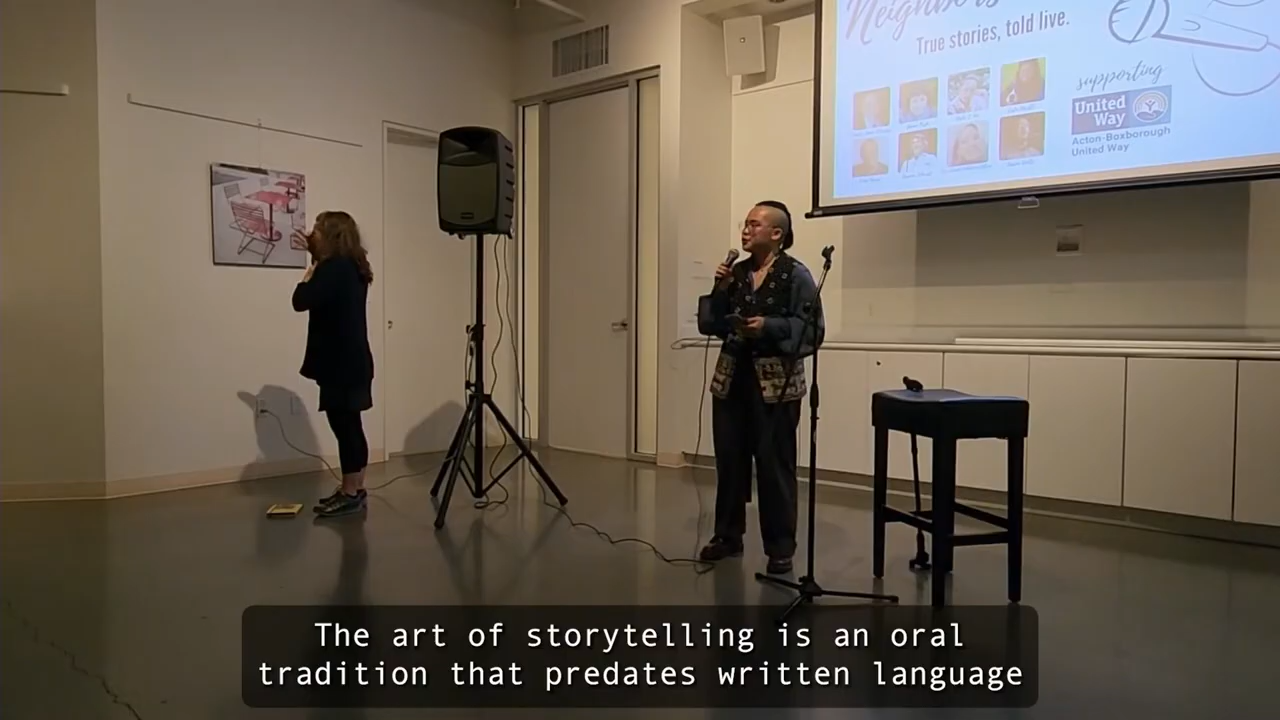 Neighbors
True stories, told live.
supporting
United
Way
Acton-Boxborough
United Way
The art of storytelling is an oral
tradition that predates written language